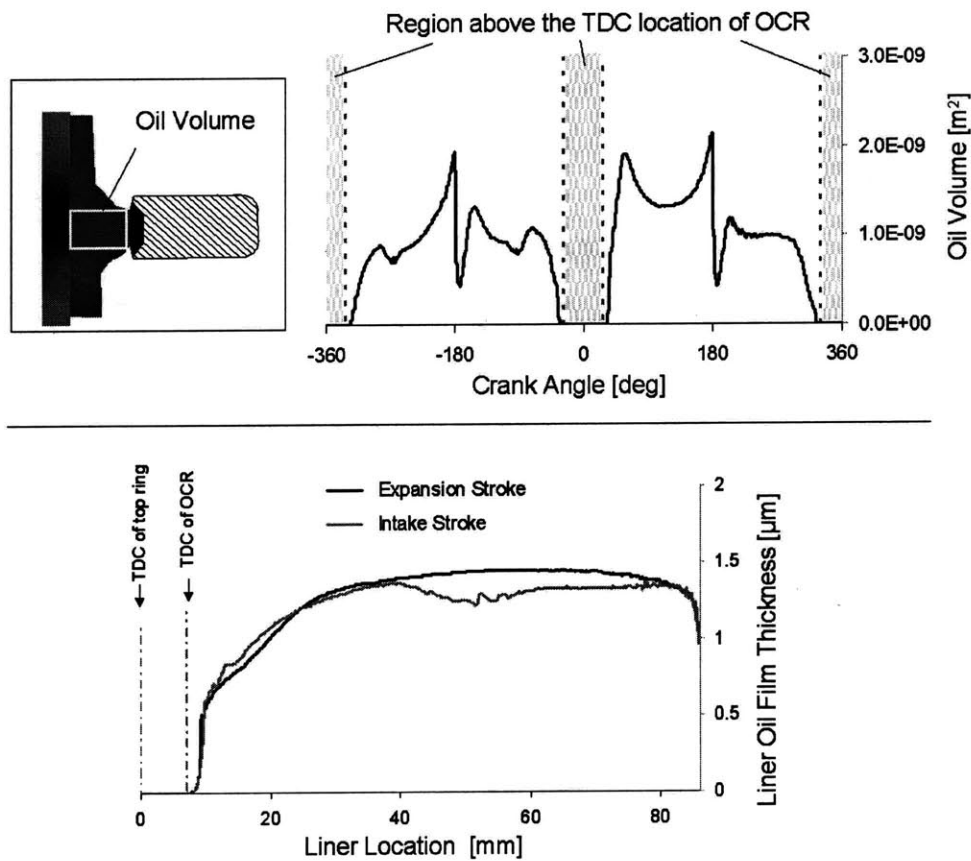 Region above the TDC location of OCR
Oil Volume
3.0E-09
2.0E-09
1.0E-09
0.0E+00
Oil Volume [m²]
-360
-180
0
180
360
Crank Angle [deg]
TDC of top ring
TDC of OCR
Expansion Stroke
Intake Stroke
2
1.5
1
0.5
0
Liner Oil Film Thickness [µm]
0
20
40
60
80
Liner Location [mm]